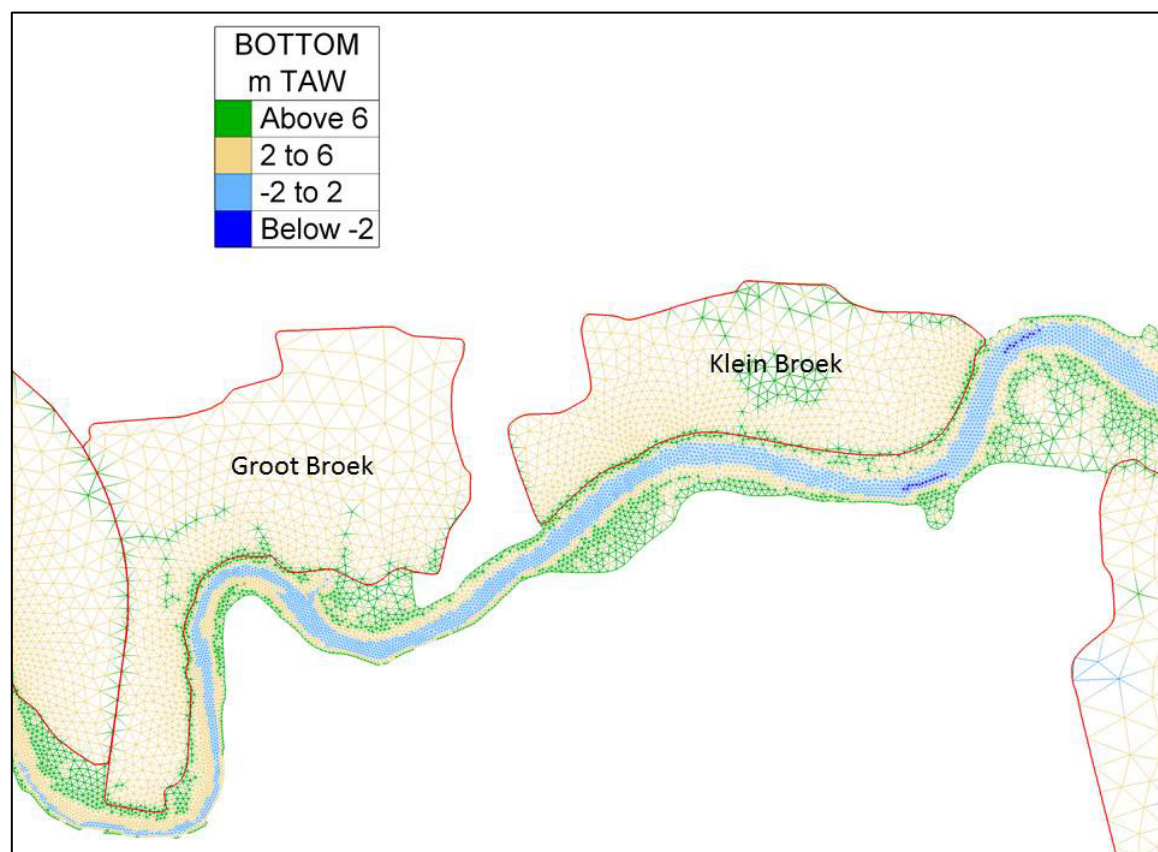 BOTTOM
m TAW
Above 6
2 to 6
-2 to 2
Below -2
Klein Broek
Groot Broek